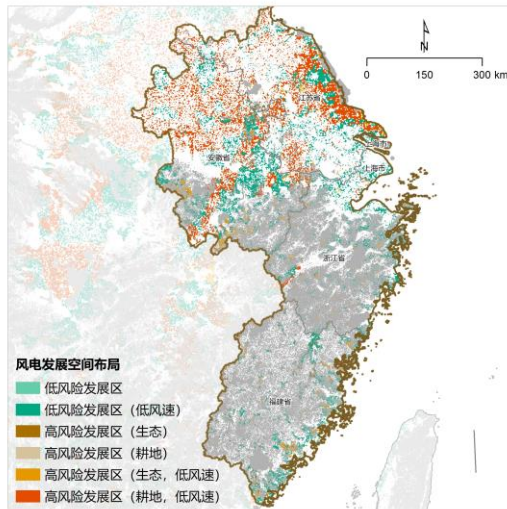 N
0 150 300 km
江苏省
安徽省
上海市
浙江省
福建省
风电发展空间布局
低风险发展区
低风险发展区（低风速）
高风险发展区（生态）
高风险发展区（耕地）
高风险发展区（生态，低风速）
高风险发展区（耕地，低风速）